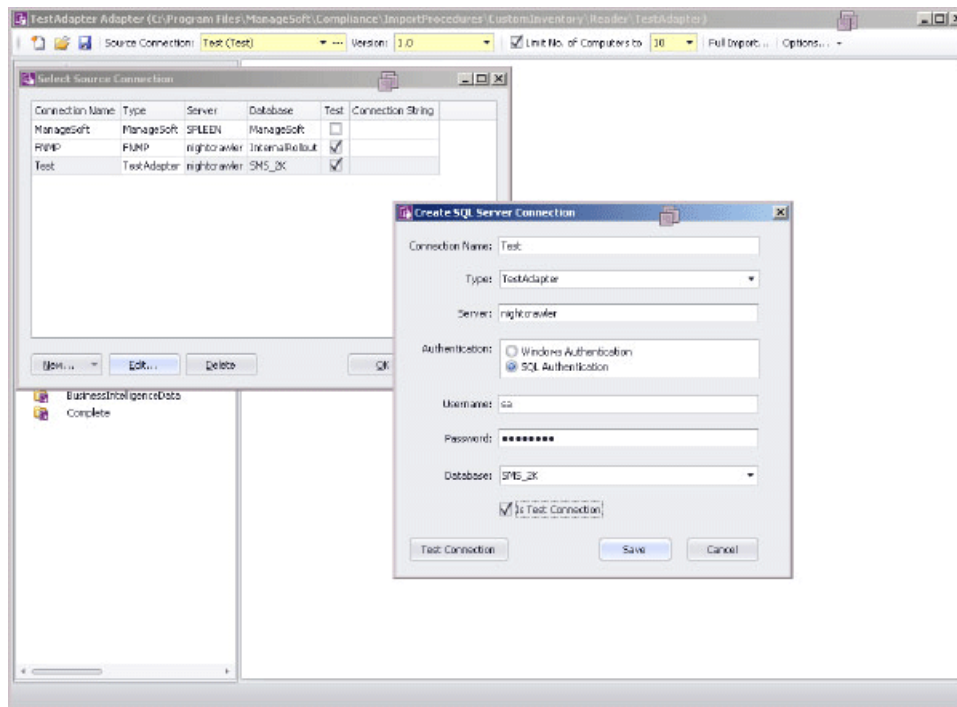 TestAdapter Adapter (C:\Program Files\ManageSoft\Compliance\ImportProcedures\CustomInventory\Reader\TestAdapter)
Source Connection: Test (Test) Version: 1.0 Limit No. of Computers to 10 Full Import... Options...
Select Source Connection
Connection Name Type Server Database Test Connection String
ManageSoft ManageSoft SPLEEN ManageSoft
FNMP FNMP nightcrawler InternalRollout
Test TestAdapter nightcrawler SMS_2K
New... Edit... Delete OK
BusinessIntelligenceData
Complete
Create SQL Server Connection
Connection Name: Test
Type: TestAdapter
Server: nightcrawler
Authentication: Windows Authentication
SQL Authentication
Username: sa
Password: ••••••••
Database: SMS_2K
Is Test Connection
Test Connection Save Cancel